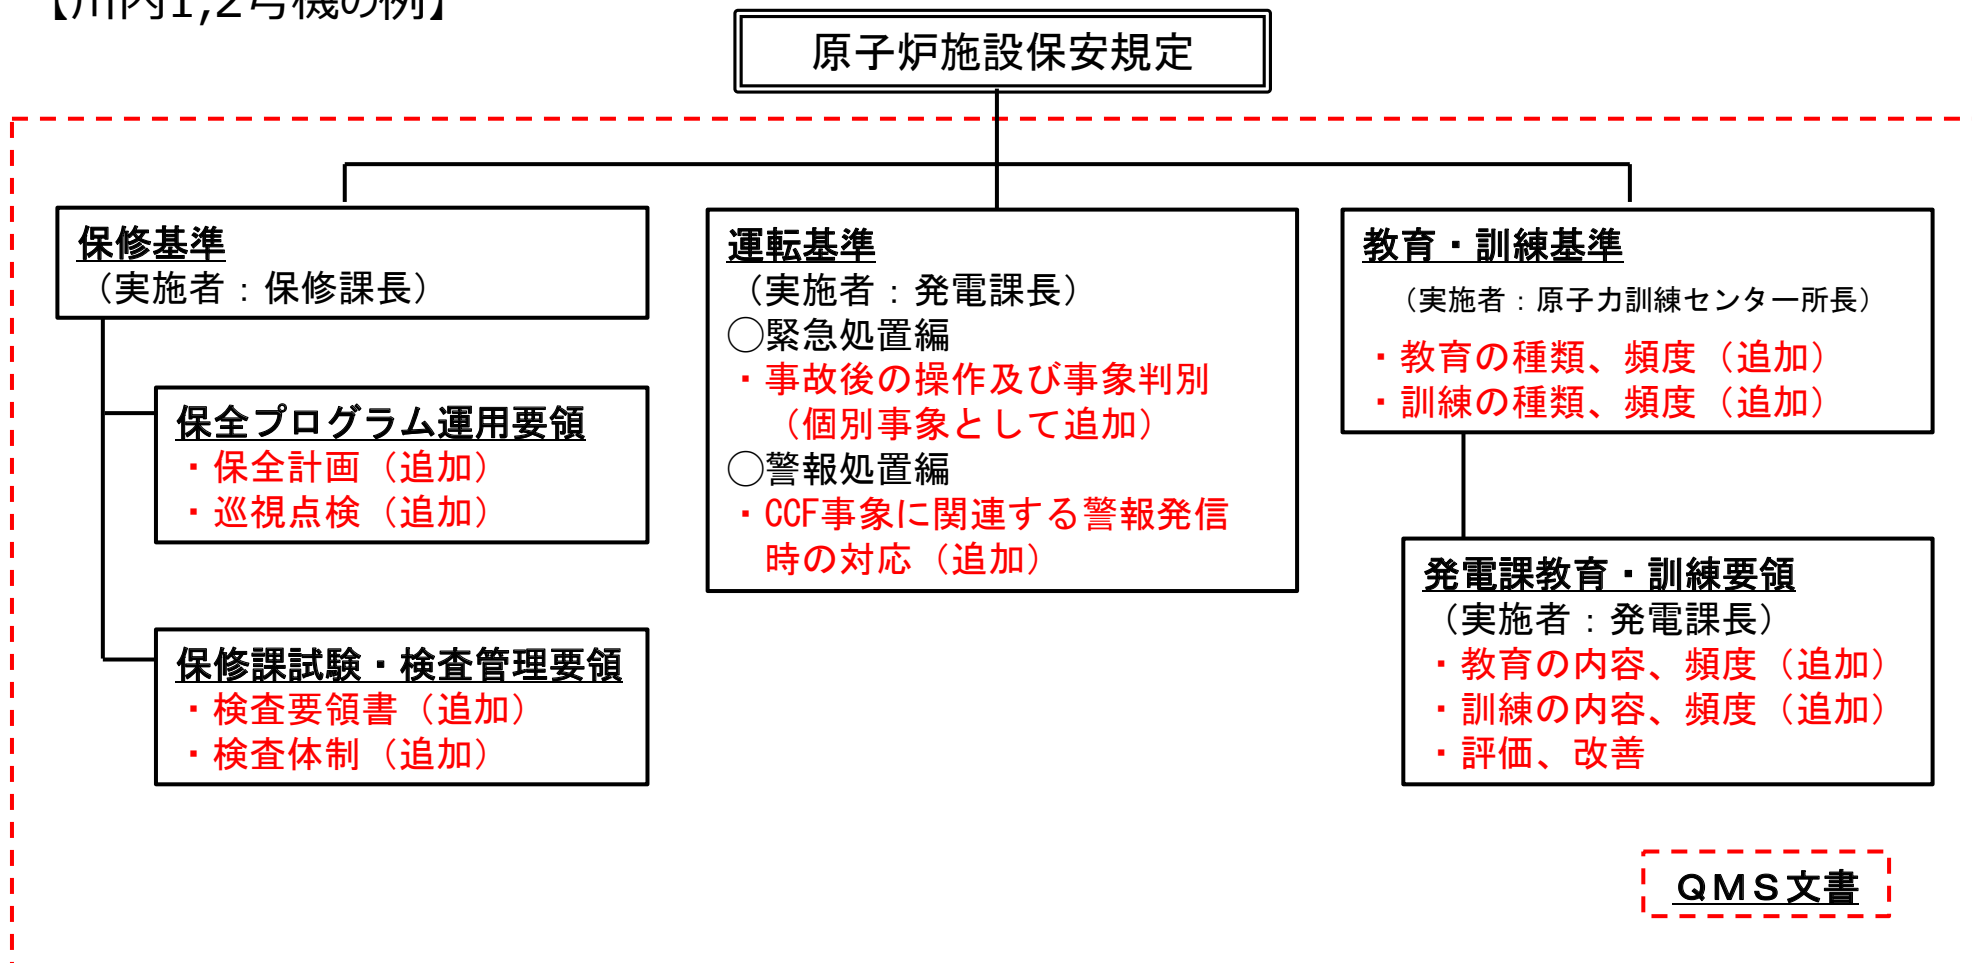 【川内1,2号機の例】
原子炉施設保安規定
保修基準
（実施者：保修課長）
保全プログラム運用要領
・保全計画（追加）
・巡視点検（追加）
保修課試験・検査管理要領
・検査要領書（追加）
・検査体制（追加）
運転基準
（実施者：発電課長）
○緊急処置編
・事故後の操作及び事象判別
（個別事象として追加）
○警報処置編
・CCF事象に関連する警報発信
時の対応（追加）
教育・訓練基準
（実施者：原子力訓練センター所長）
・教育の種類、頻度（追加）
・訓練の種類、頻度（追加）
発電課教育・訓練要領
（実施者：発電課長）
・教育の内容、頻度（追加）
・訓練の内容、頻度（追加）
・評価、改善
ＱＭＳ文書